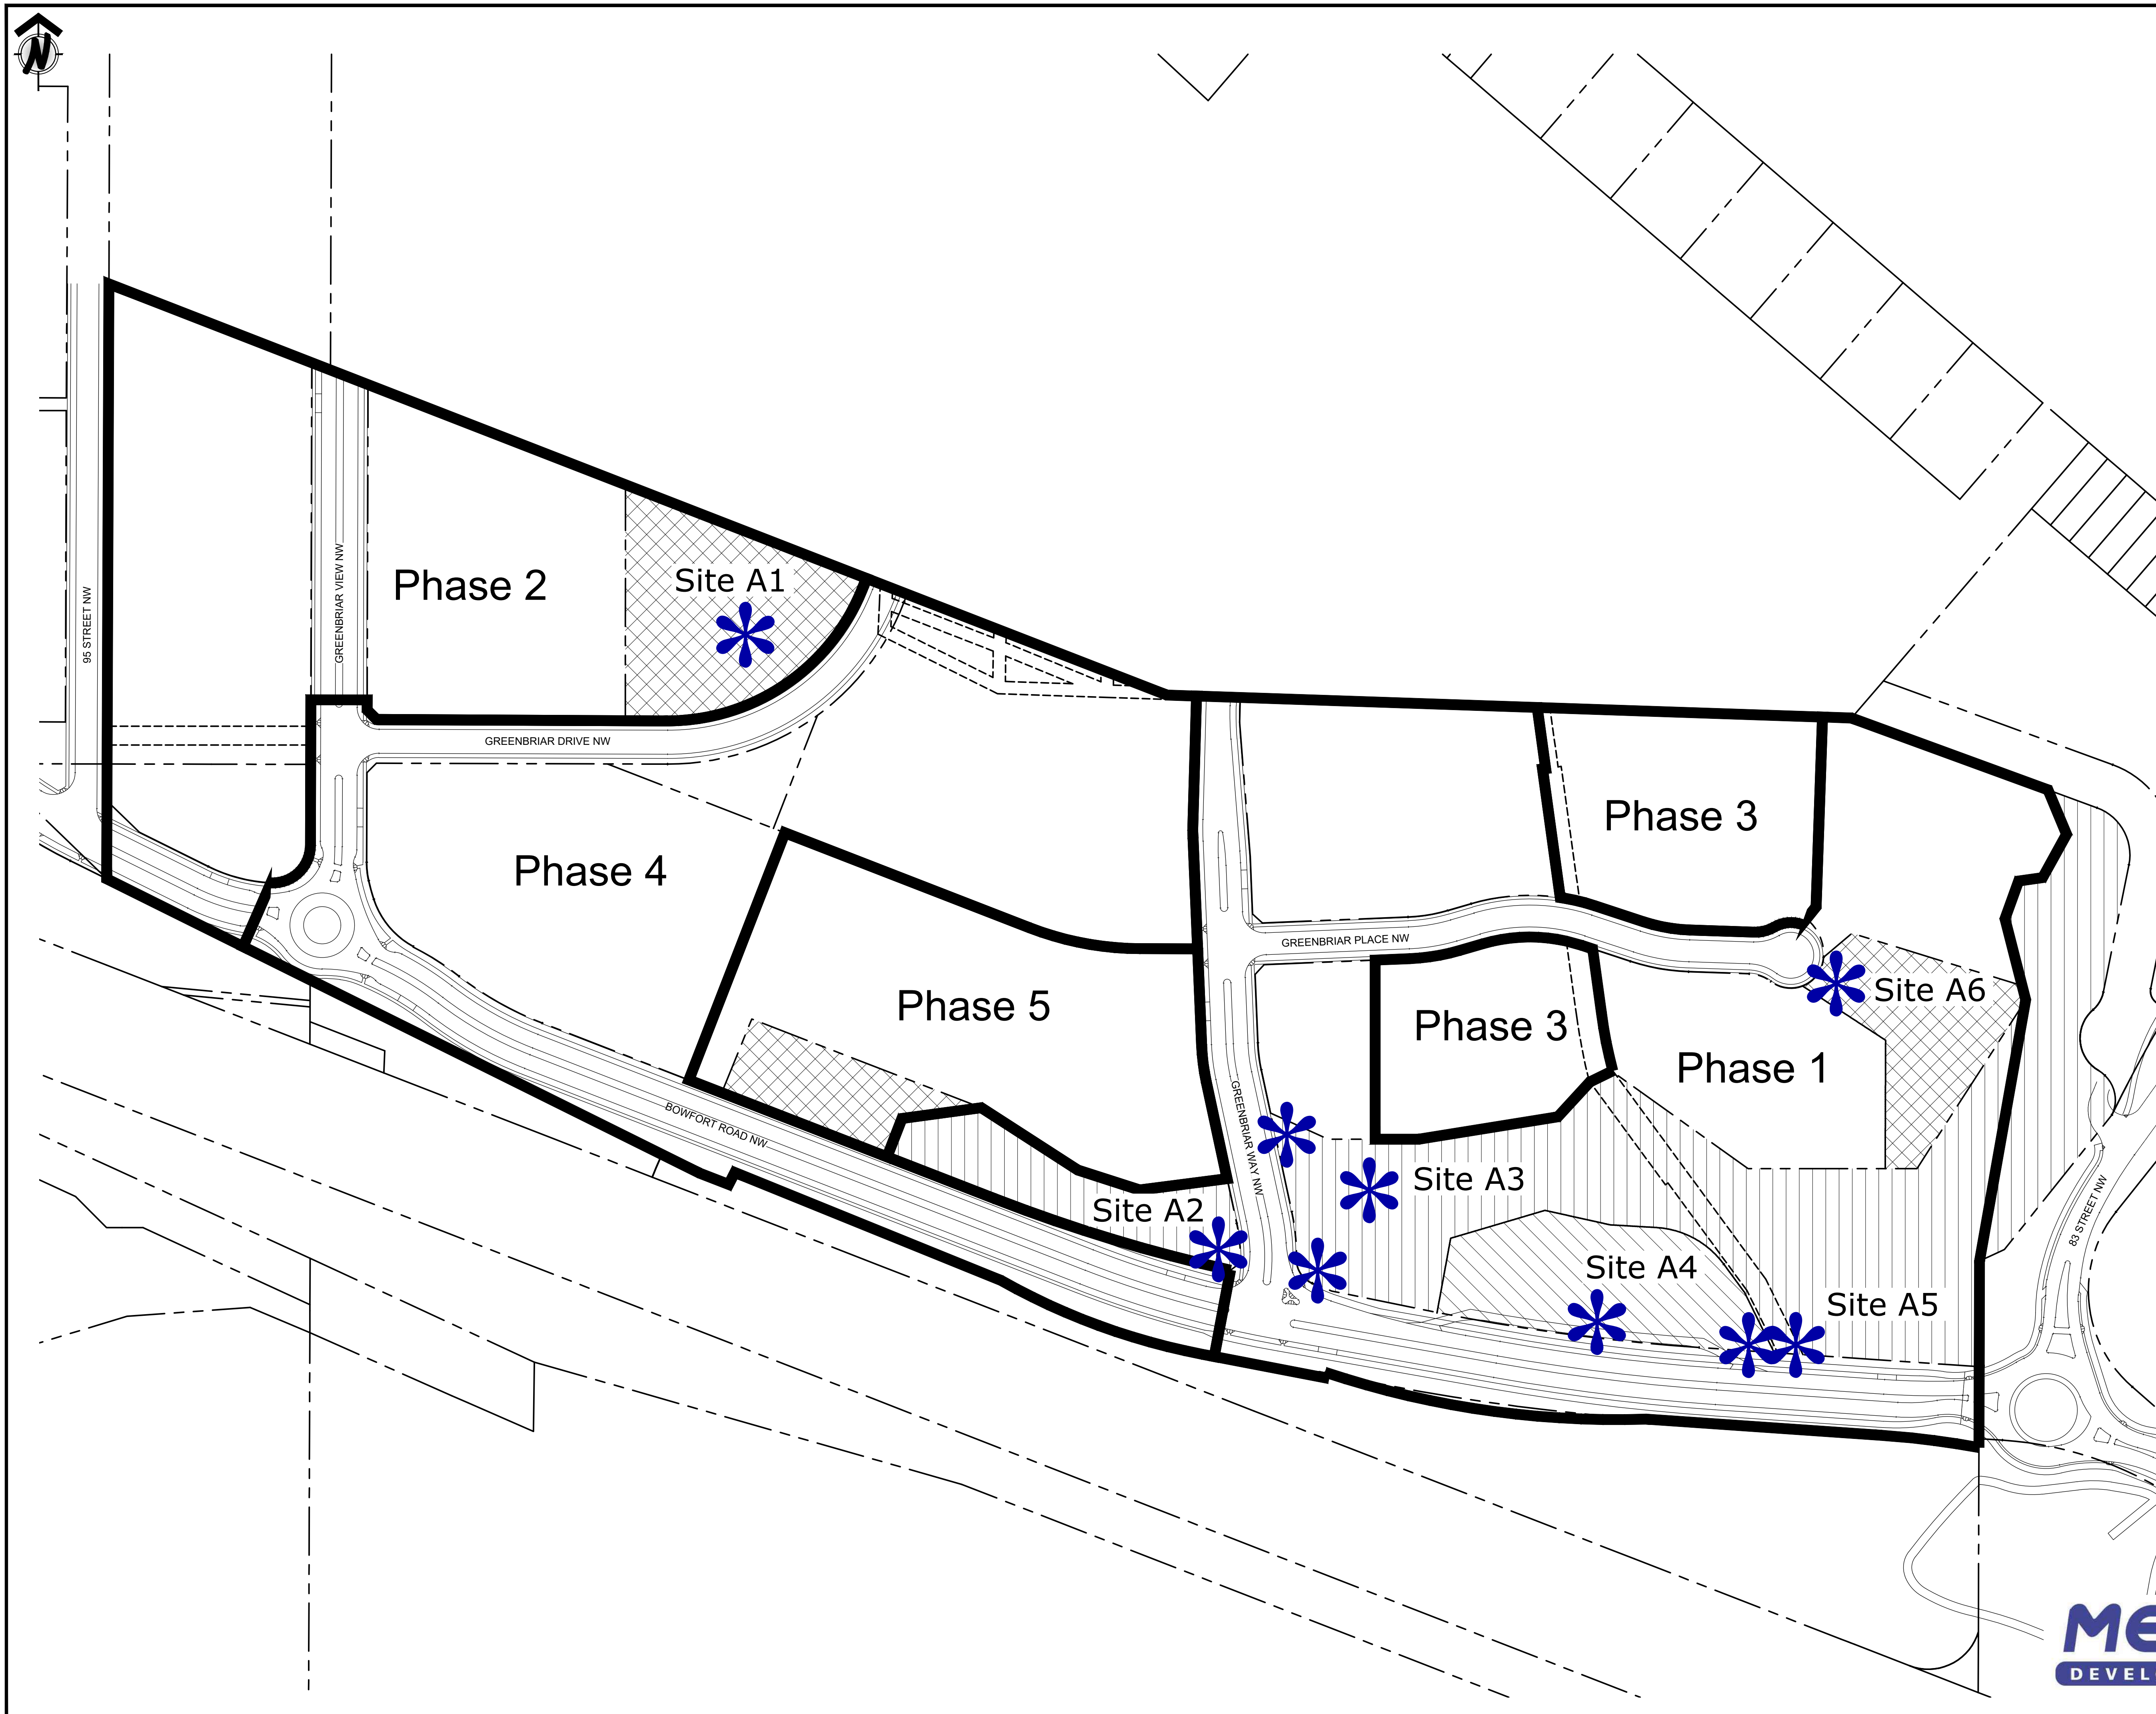 N
95 STREET NW
GREENBRIAR VIEW NW
Phase 2
Site A1
GREENBRIAR DRIVE NW
Phase 4
Phase 5
BOWFORT ROAD NW
Site A2
GREENBRIAR WAY NW
GREENBRIAR PLACE NW
Phase 3
Phase 3
Phase 1
Site A6
Site A3
Site A4
Site A5
83 STREET NW
ME
DEVEL